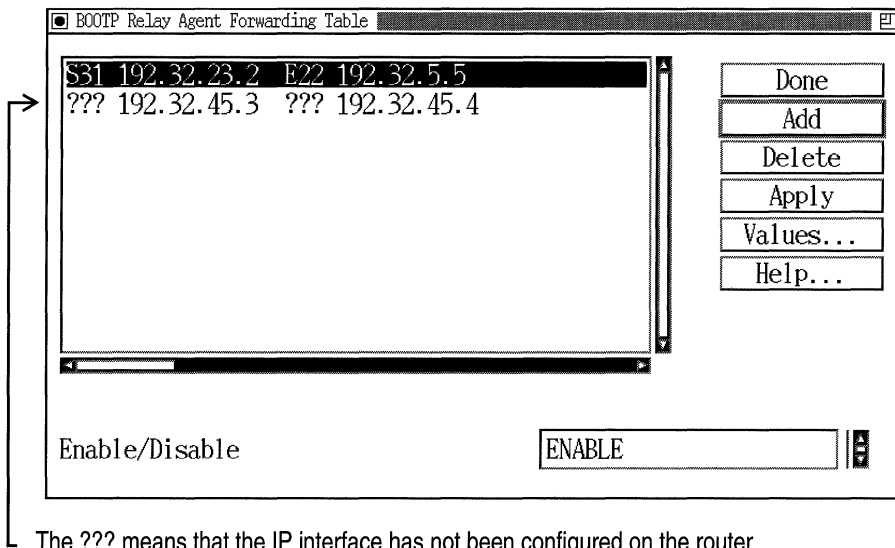 BOOTP Relay Agent Forwarding Table
S31 192.32.23.2 E22 192.32.5.5
??? 192.32.45.3 ??? 192.32.45.4
Done
Add
Delete
Apply
Values...
Help...
Enable/Disable
ENABLE
The ??? means that the IP interface has not been configured on the router